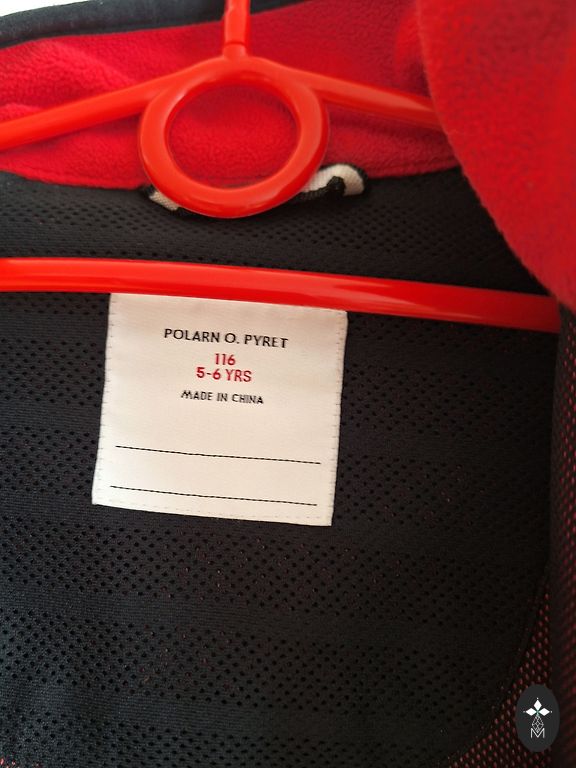 POLARN O. PYRET
116
5-6 YRS
MADE IN CHINA